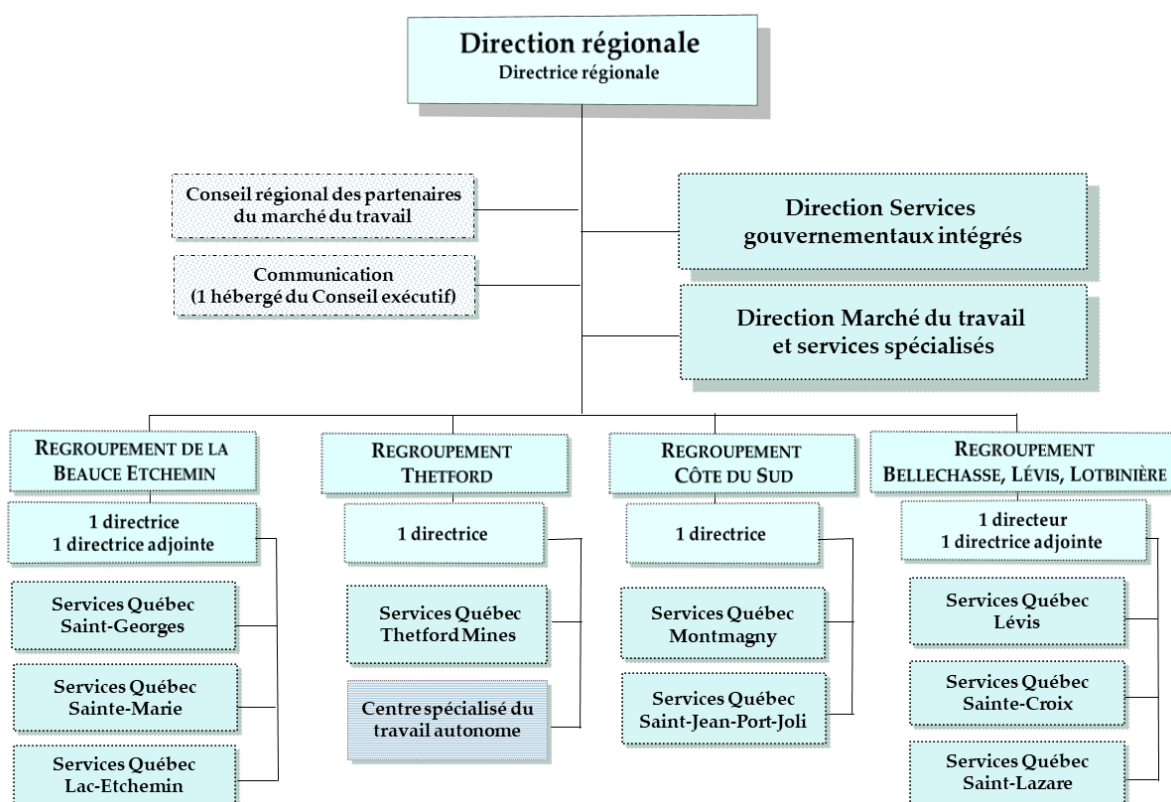 Direction régionale
Directrice régionale
Conseil régional des partenaires
du marché du travail
Communication
(1 hébergé du Conseil exécutif)
Direction Services
gouvernementaux intégrés
Direction Marché du travail
et services spécialisés
REGROUPEMENT DE LA
BEAUCE ETCHEMIN
1 directrice
1 directrice adjointe
Services Québec
Saint-Georges
Services Québec
Sainte-Marie
Services Québec
Lac-Etchemin
REGROUPEMENT
THETFORD
1 directrice
Services Québec
Thetford Mines
Centre spécialisé du
travail autonome
REGROUPEMENT
CÔTE DU SUD
1 directrice
Services Québec
Montmagny
Services Québec
Saint-Jean-Port-Joli
REGROUPEMENT
BELLECHASSE, LÉVIS, LOTBINIÈRE
1 directeur
1 directrice adjointe
Services Québec
Lévis
Services Québec
Sainte-Croix
Services Québec
Saint-Lazare